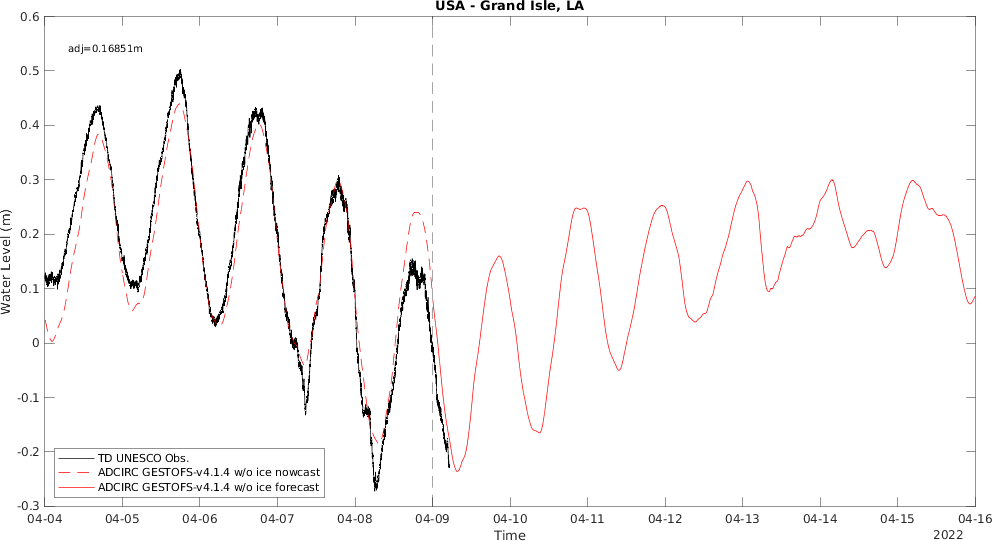 USA - Grand Isle, LA
adj=0.16851m
Water Level (m)
0.6
0.5
0.4
0.3
0.2
0.1
0
-0.1
-0.2
-0.3
TD UNESCO Obs.
ADCIRC GESTOFS-v4.1.4 w/o ice nowcast
ADCIRC GESTOFS-v4.1.4 w/o ice forecast
04-04 04-05 04-06 04-07 04-08 04-09 04-10 04-11 04-12 04-13 04-14 04-15 04-16
Time
2022